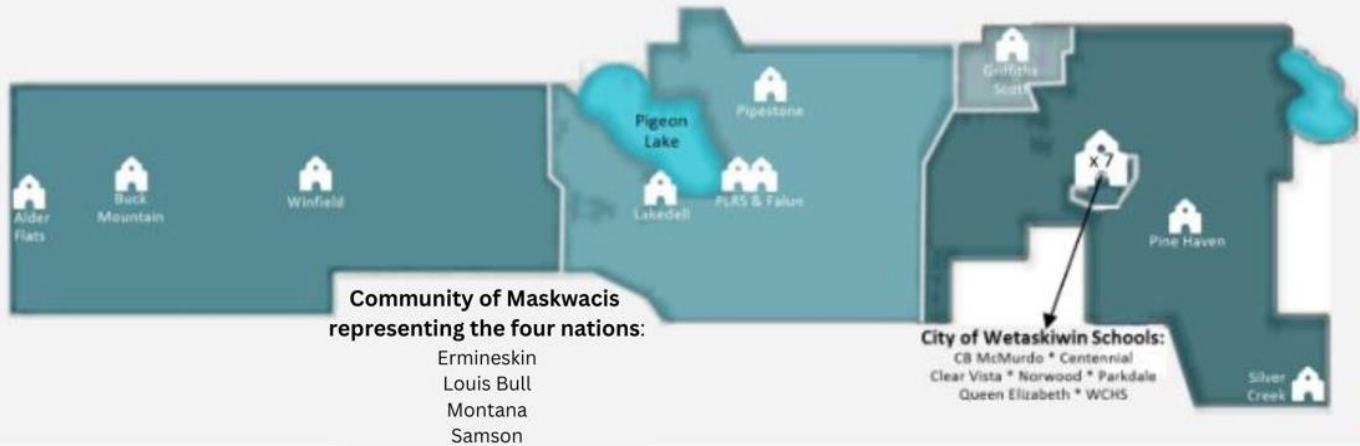 Griffiths
Scott
Pipestone
Pigeon
Lake
x 7
Buck
Mountain
Winfield
Alder
Flats
Lakedell
PLRS & Falun
Pine Haven
Community of Maskwacis
representing the four nations:
Ermineskin
Louis Bull
Montana
Samson
City of Wetaskiwin Schools:
CB McMurdo * Centennial
Clear Vista * Norwood * Parkdale
Queen Elizabeth * WCHS
Silver
Creek